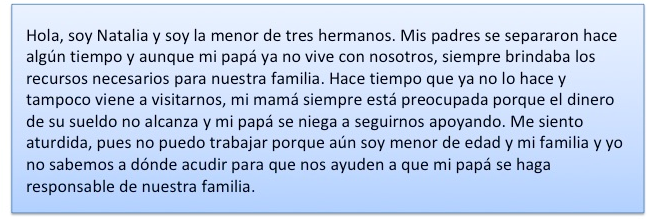 Hola, soy Natalia y soy la menor de tres hermanos. Mis padres se separaron hace
algún tiempo y aunque mi papá ya no vive con nosotros, siempre brindaba los
recursos necesarios para nuestra familia. Hace tiempo que ya no lo hace y
tampoco viene a visitarnos, mi mamá siempre está preocupada porque el dinero
de su sueldo no alcanza y mi papá se niega a seguirnos apoyando. Me siento
aturdida, pues no puedo trabajar porque aún soy menor de edad y mi familia y yo
no sabemos a dónde acudir para que nos ayuden a que mi papá se haga
responsable de nuestra familia.